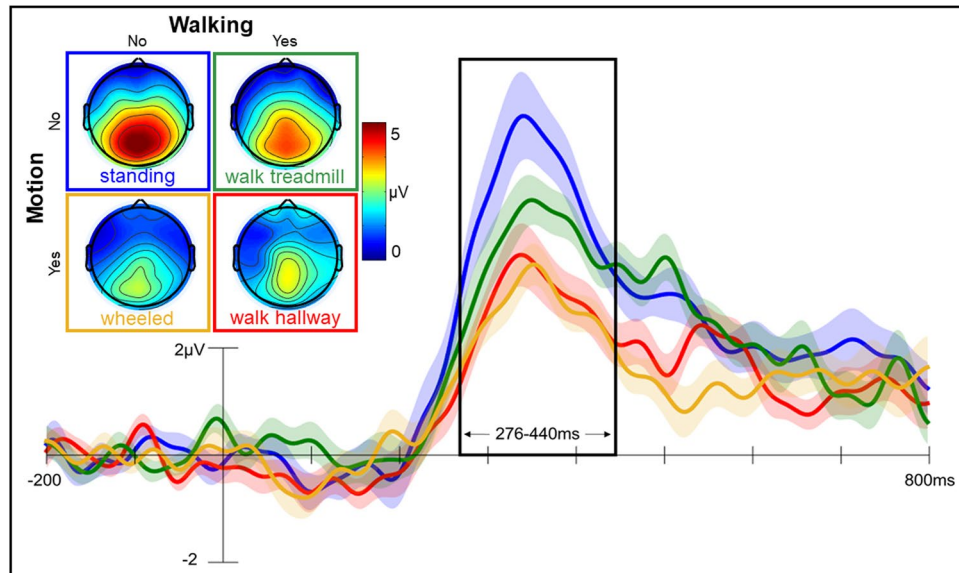 Walking
No Yes
Motion
No
Yes
standing
walk treadmill
5
µV
0
wheeled
walk hallway
2µV
276-440ms
-200
800ms
-2